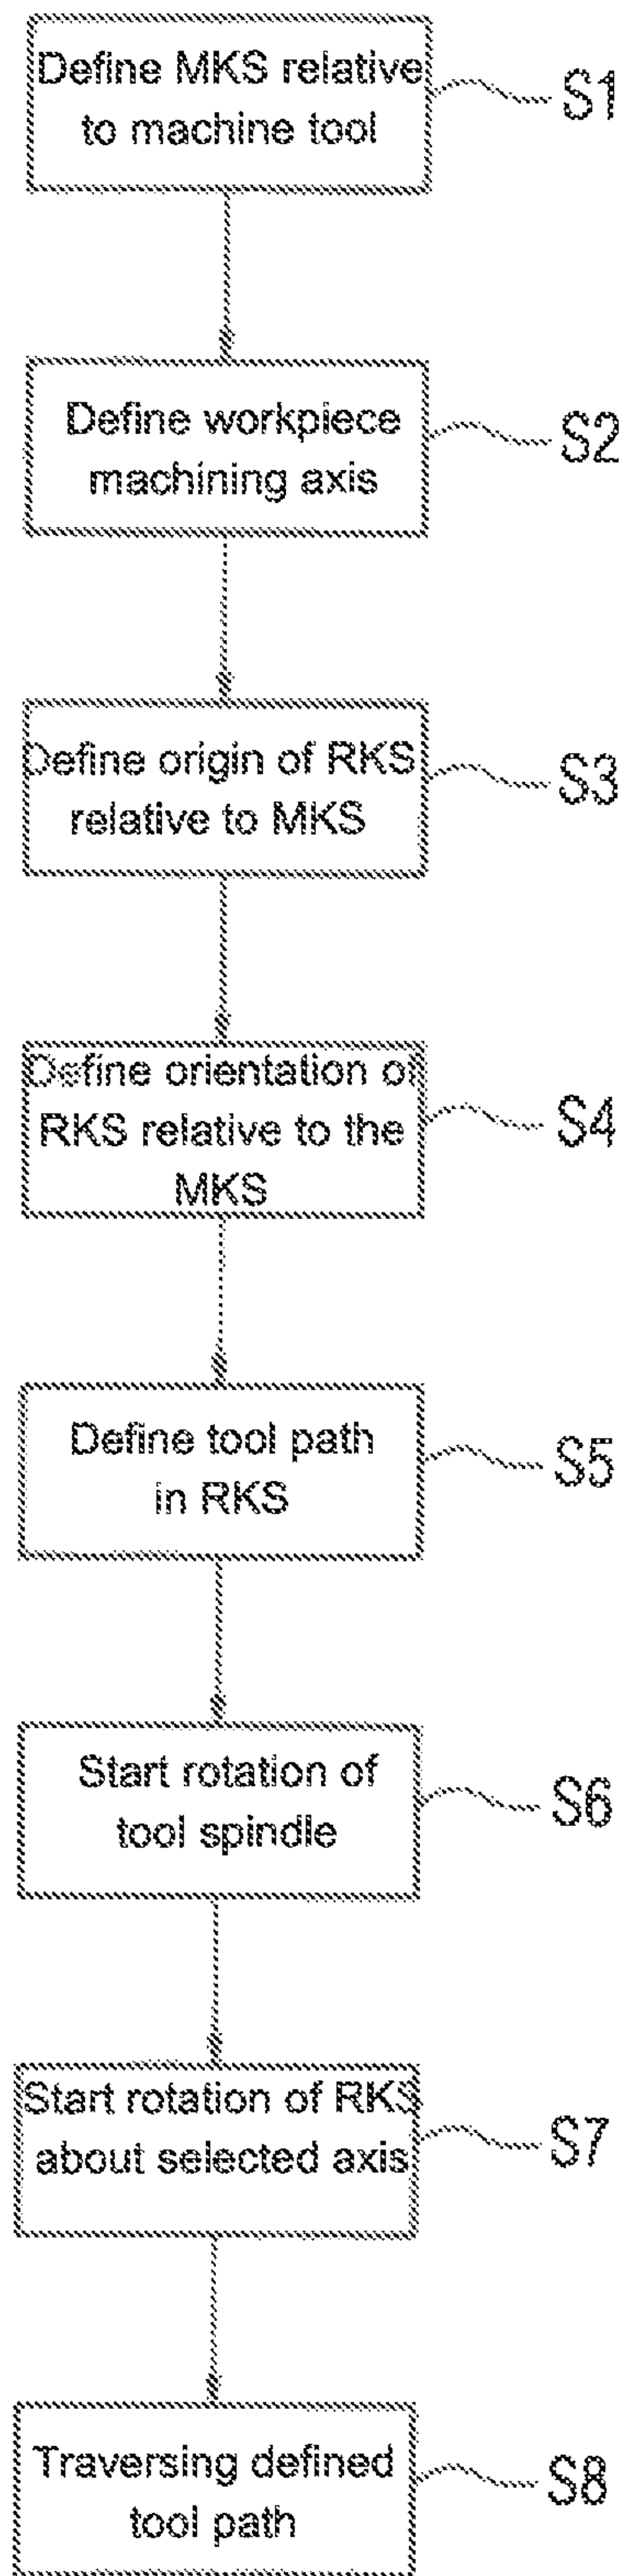 Define MKS relative
to machine tool
S1
Define workpiece
machining axis
S2
Define origin of RKS
relative to MKS
S3
Define orientation of
RKS relative to the
MKS
S4
Define tool path
in RKS
S5
Start rotation of
tool spindle
S6
Start rotation of RKS
about selected axis
S7
Traversing defined
tool path
S8